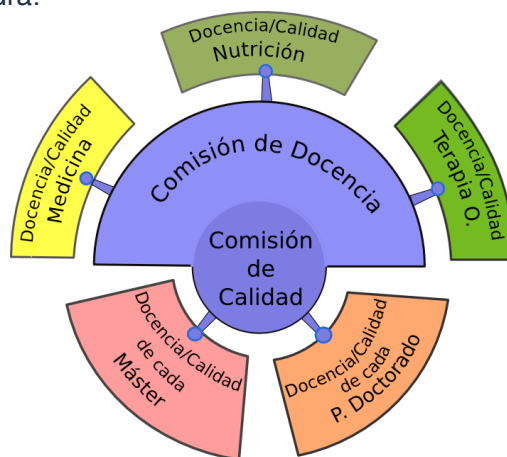 ura:
Docencia/Calidad
Nutrición
Docencia/Calidad
Medicina
Comisión de Docencia
Docencia/Calidad
Terapia O.
Comisión
de
Calidad
Docencia/Calidad
de cada
Máster
Docencia/Calidad
de cada
P. Doctorado